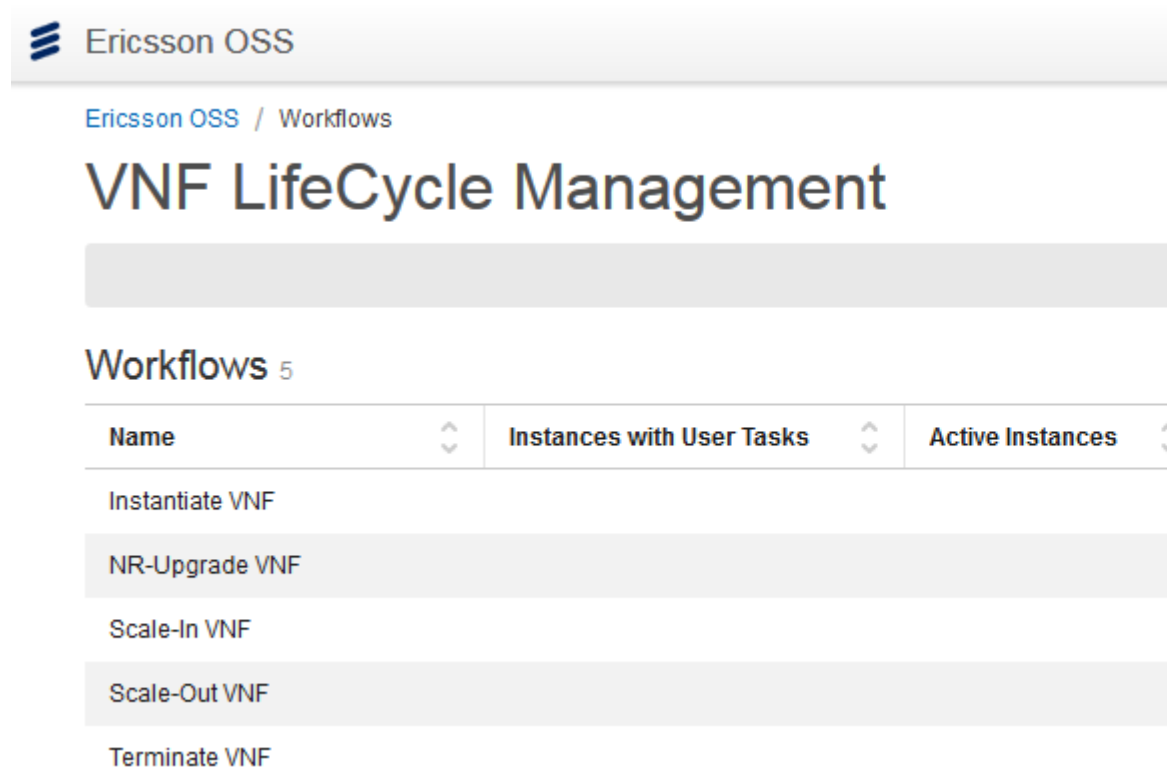 Ericsson OSS
Ericsson OSS / Workflows
VNF LifeCycle Management
Workflows 5
Name Instances with User Tasks Active Instances
Instantiate VNF
NR-Upgrade VNF
Scale-In VNF
Scale-Out VNF
Terminate VNF